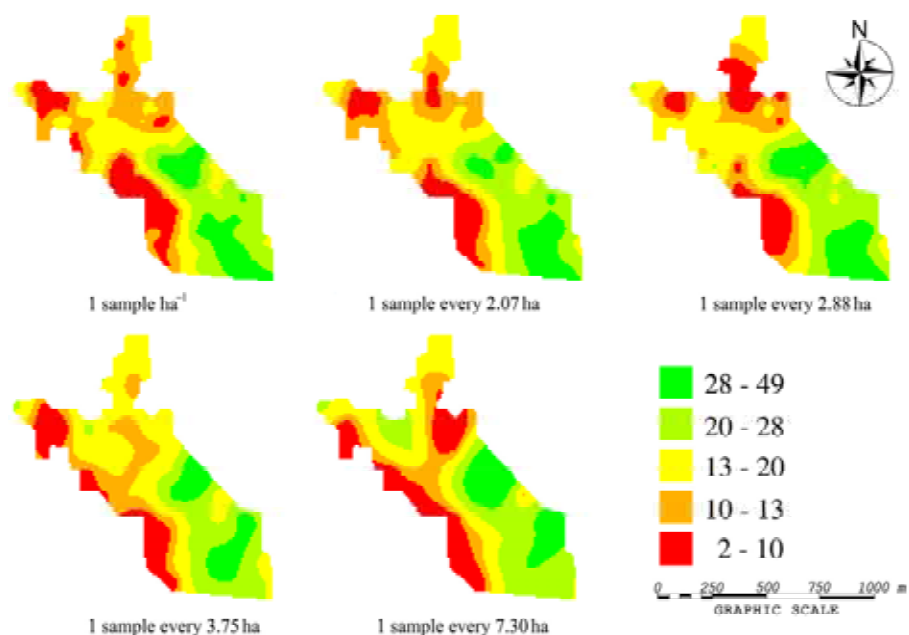 N
1 sample ha⁻¹
1 sample every 2.07 ha
1 sample every 2.88 ha
28 - 49
20 - 28
13 - 20
10 - 13
2 - 10
0 250 500 750 1000 m
GRAPHIC SCALE
1 sample every 3.75 ha
1 sample every 7.30 ha